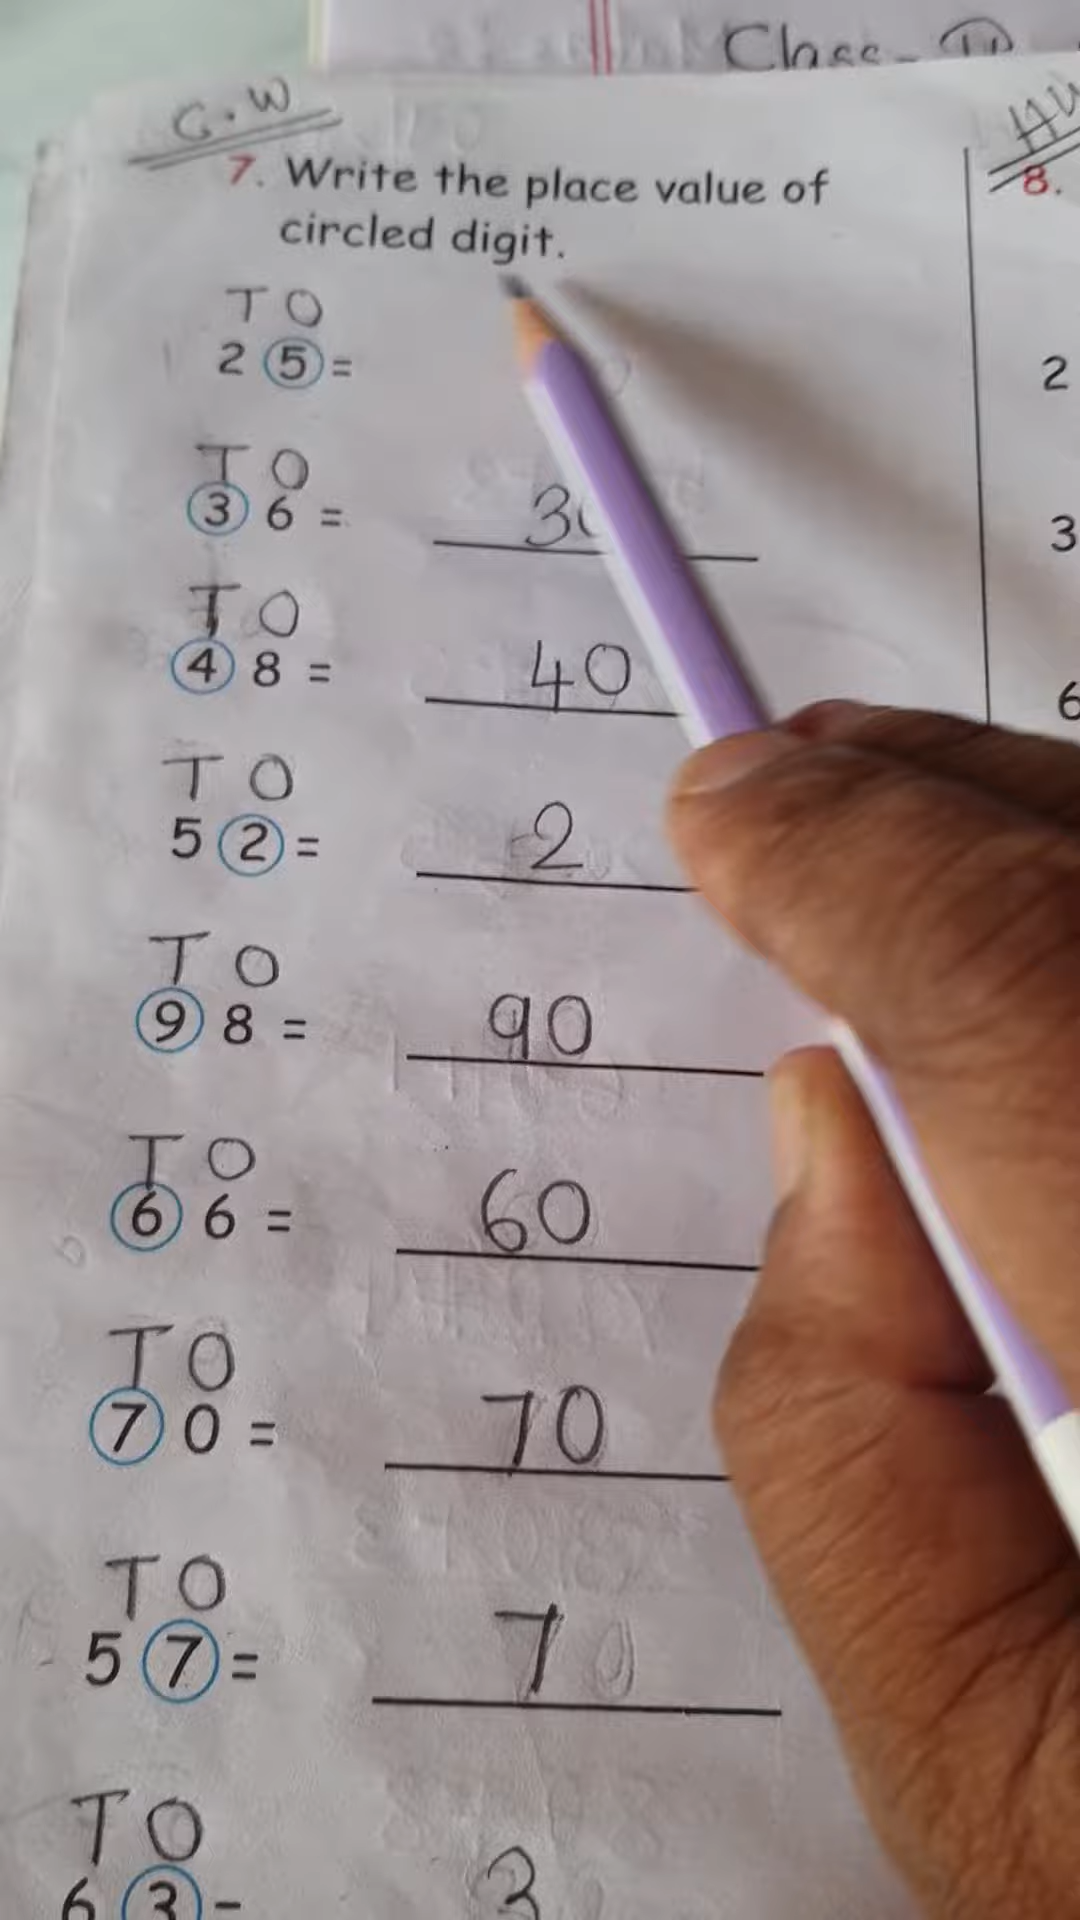 Class-
C.W
HW
7. Write the place value of
circled digit.
8.
T O
2 5 =
2
T O
3 6 = 30
3
T O
4 8 = 40
6
T O
5 2 = 2
T O
9 8 = 90
T O
6 6 = 60
T O
7 0 = 70
T O
5 7 = 7
T O
6 3 = 3